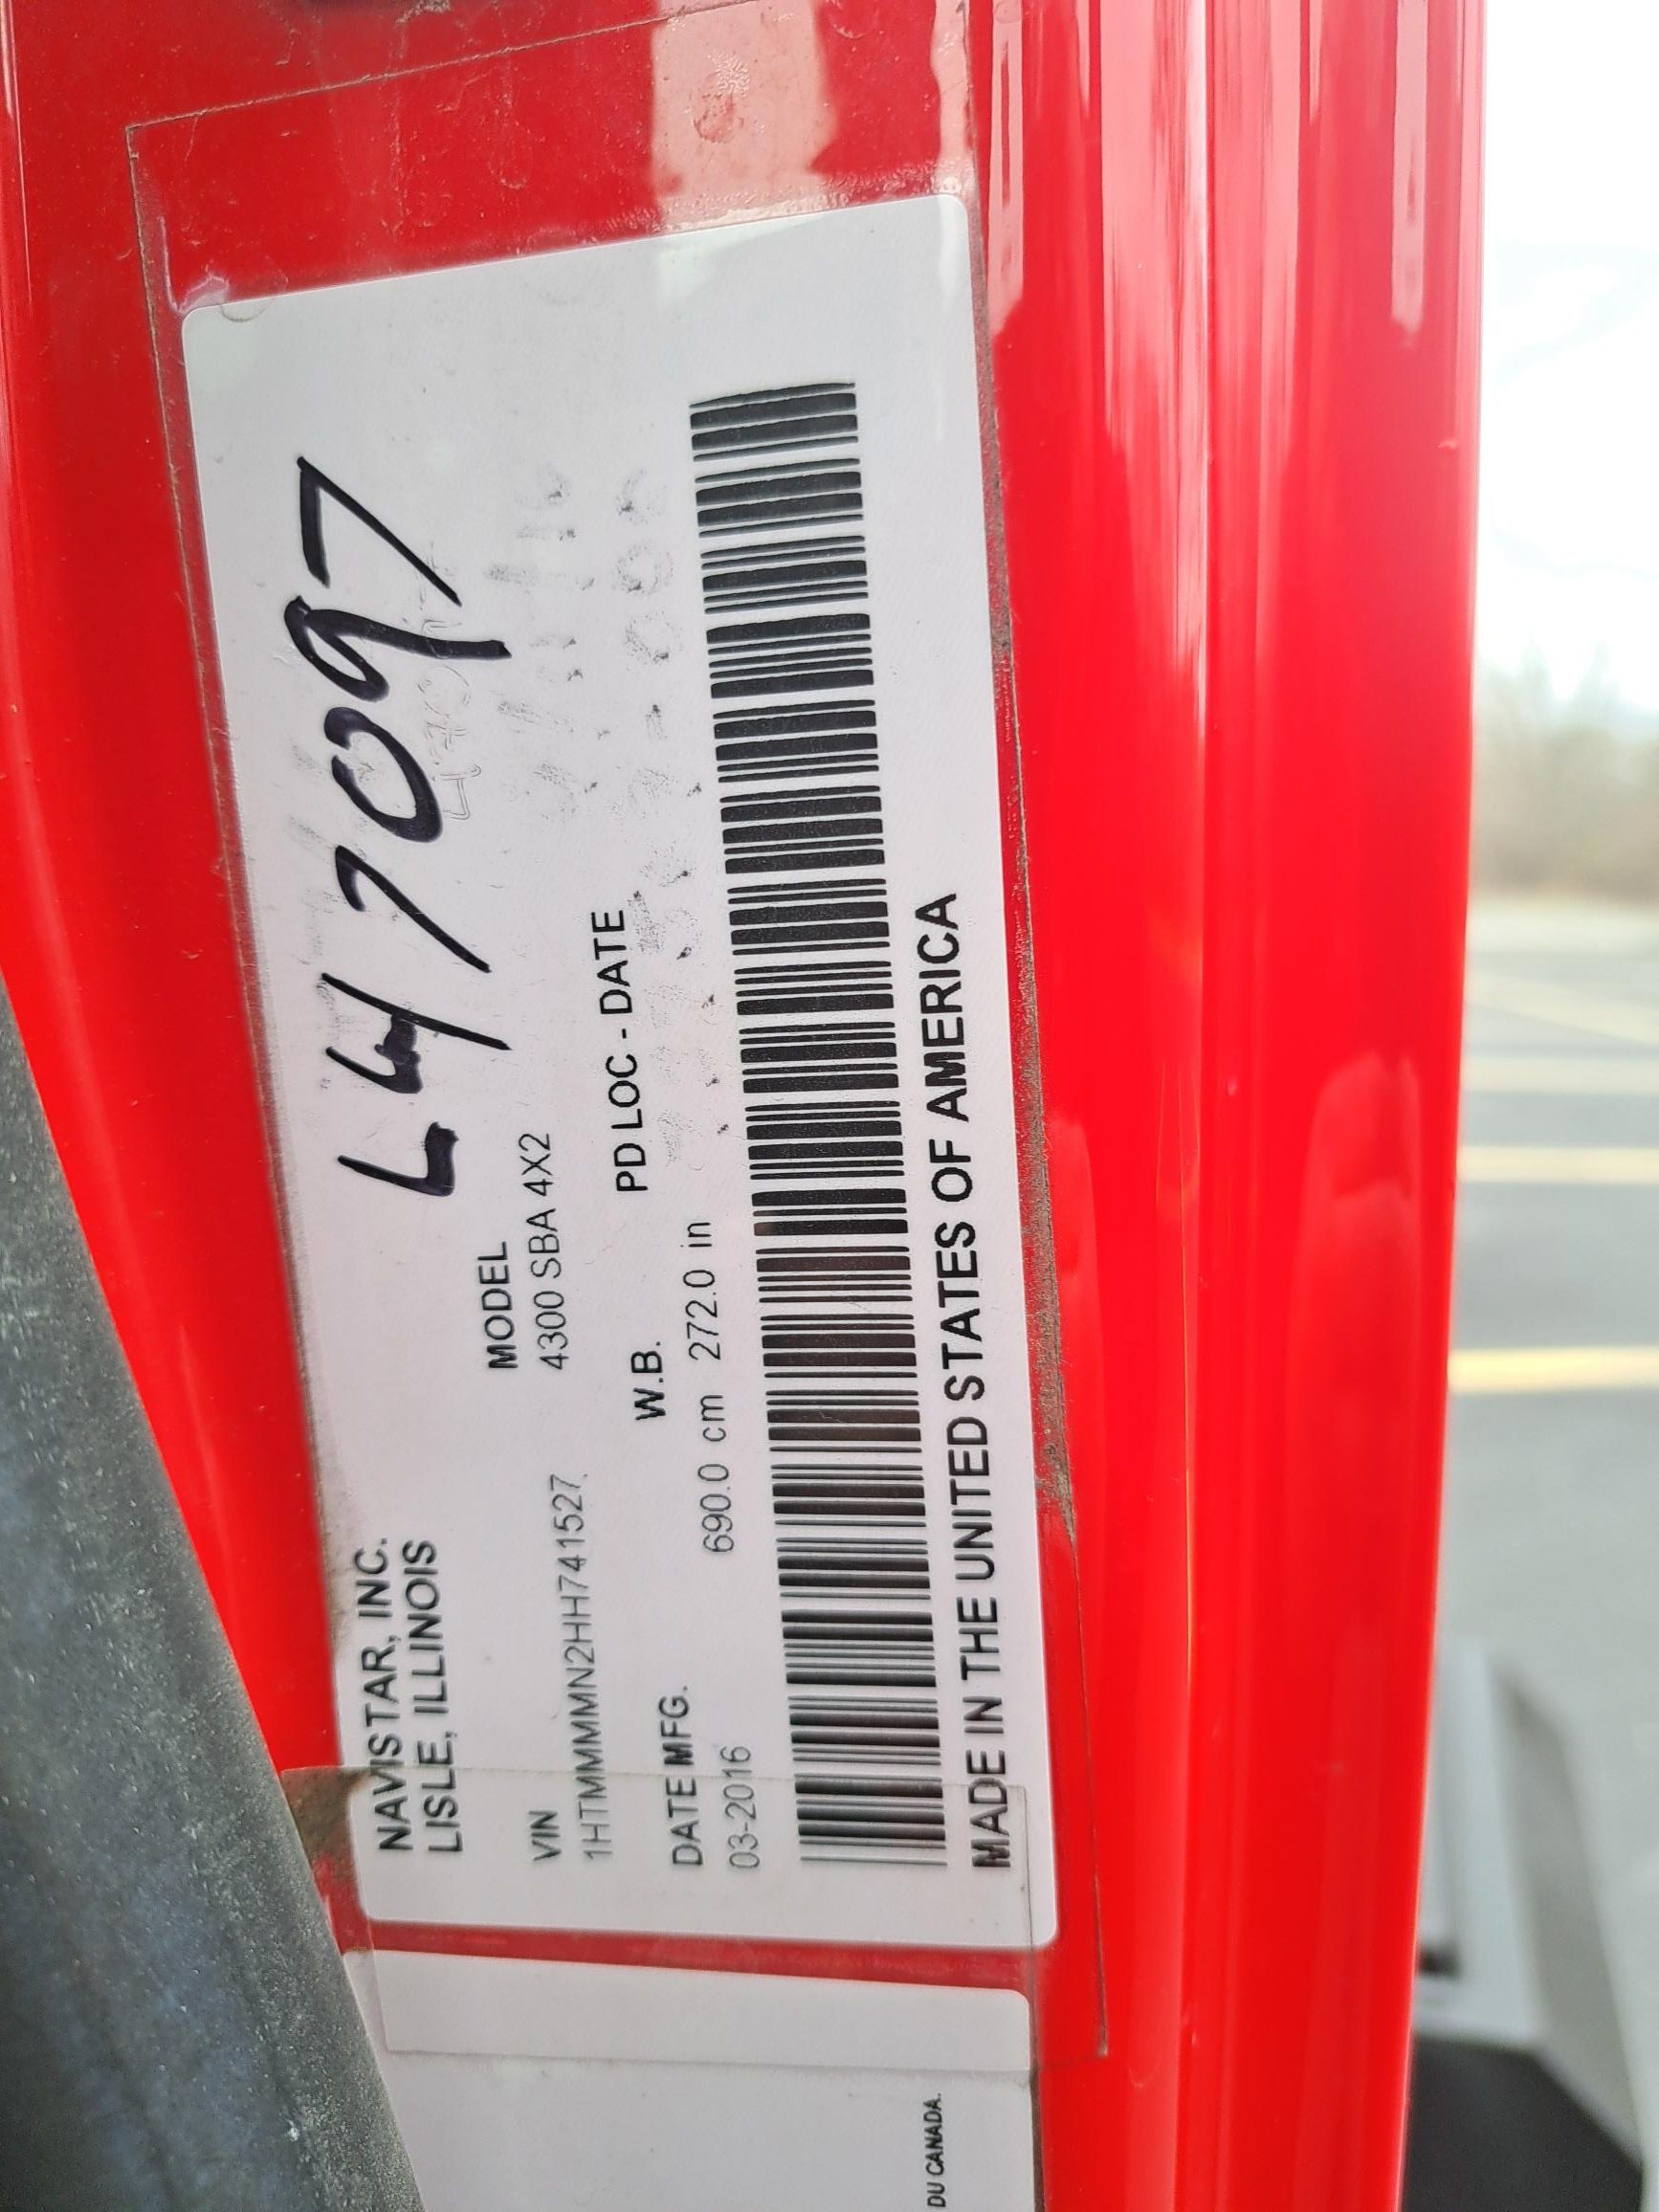 L47097
NAVISTAR, INC.
LISLE, ILLINOIS
VIN
MODEL
1HTMMMMN2HH741527
4300 SBA 4X2
DATE MFG.
W.B.
PD LOC - DATE
03-2016
690.0 cm 272.0 in
MADE IN THE UNITED STATES OF AMERICA
DU CANADA.